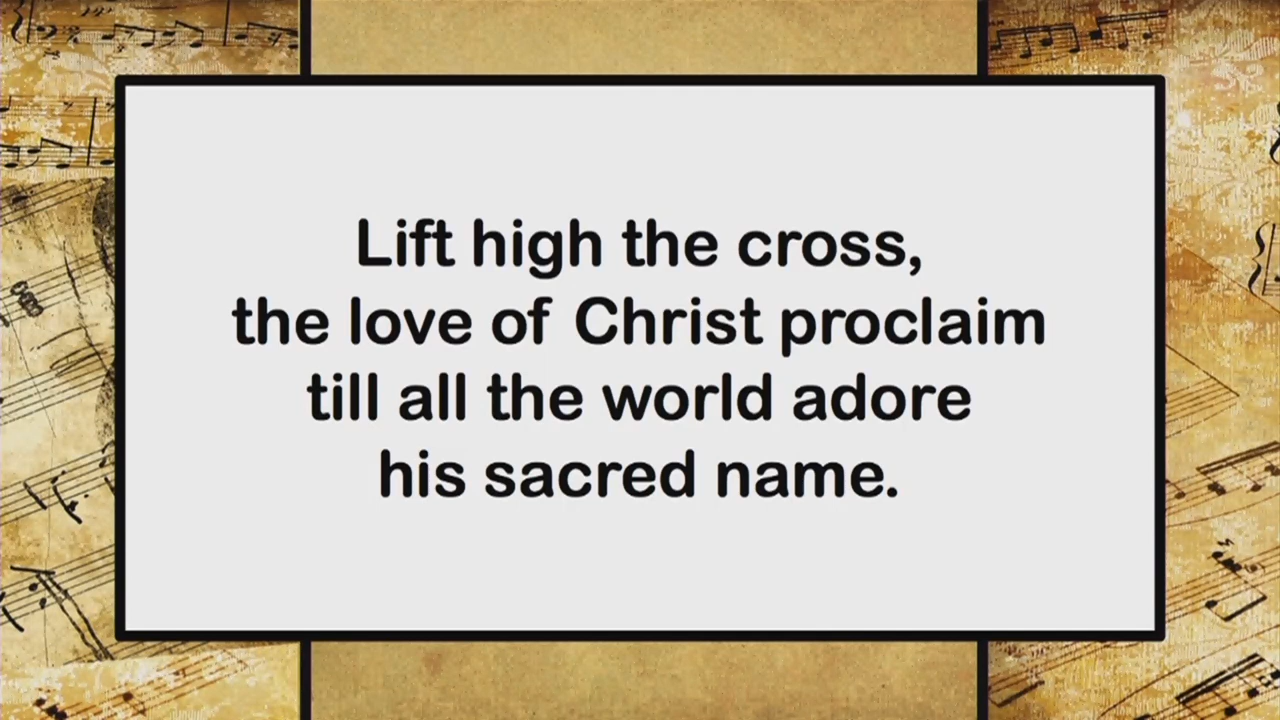 Lift high the cross,
the love of Christ proclaim
till all the world adore
his sacred name.